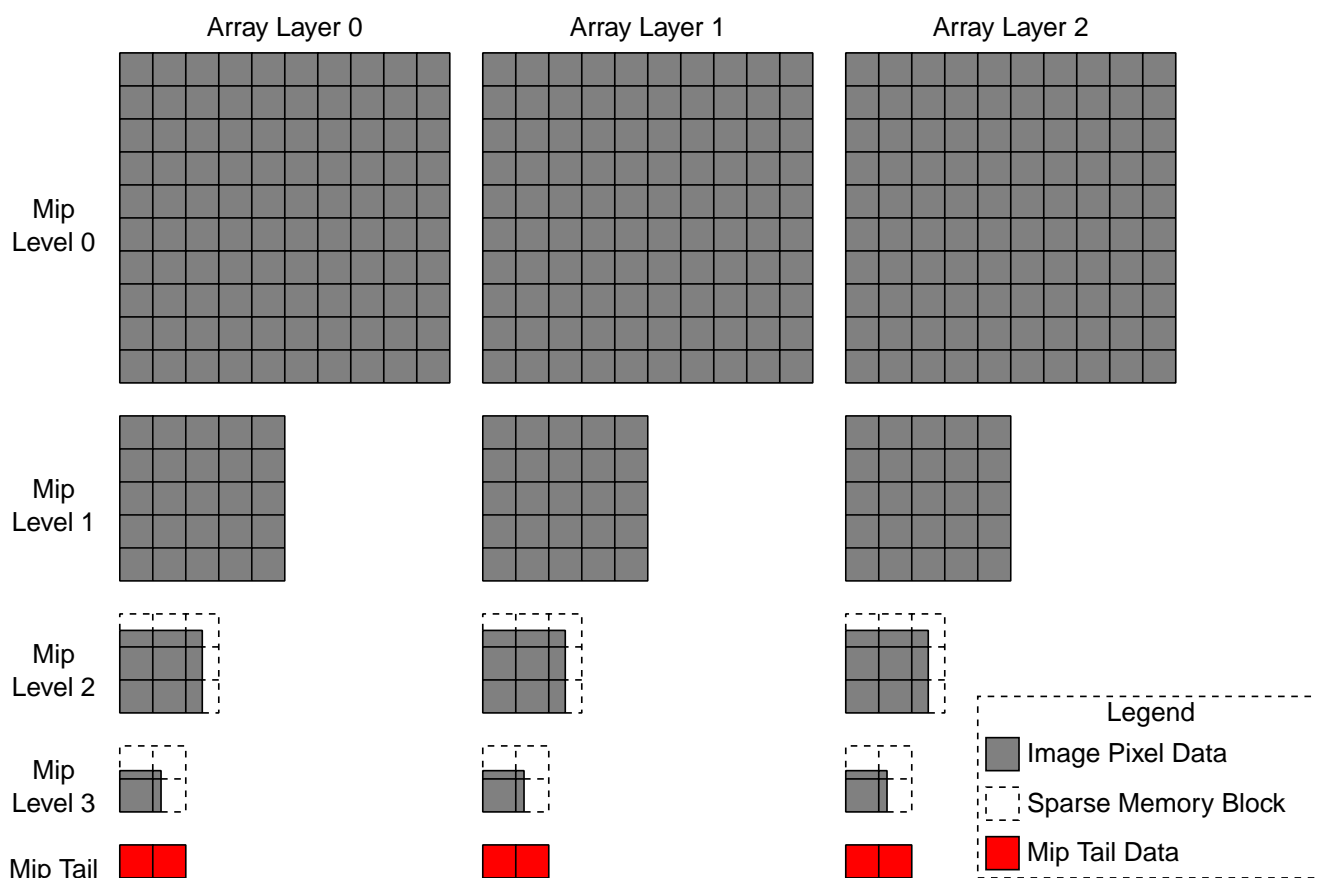 Array Layer 0
Array Layer 1
Array Layer 2
Mip
Level 0
Mip
Level 1
Mip
Level 2
Mip
Level 3
Mip Tail
Legend
Image Pixel Data
Sparse Memory Block
Mip Tail Data